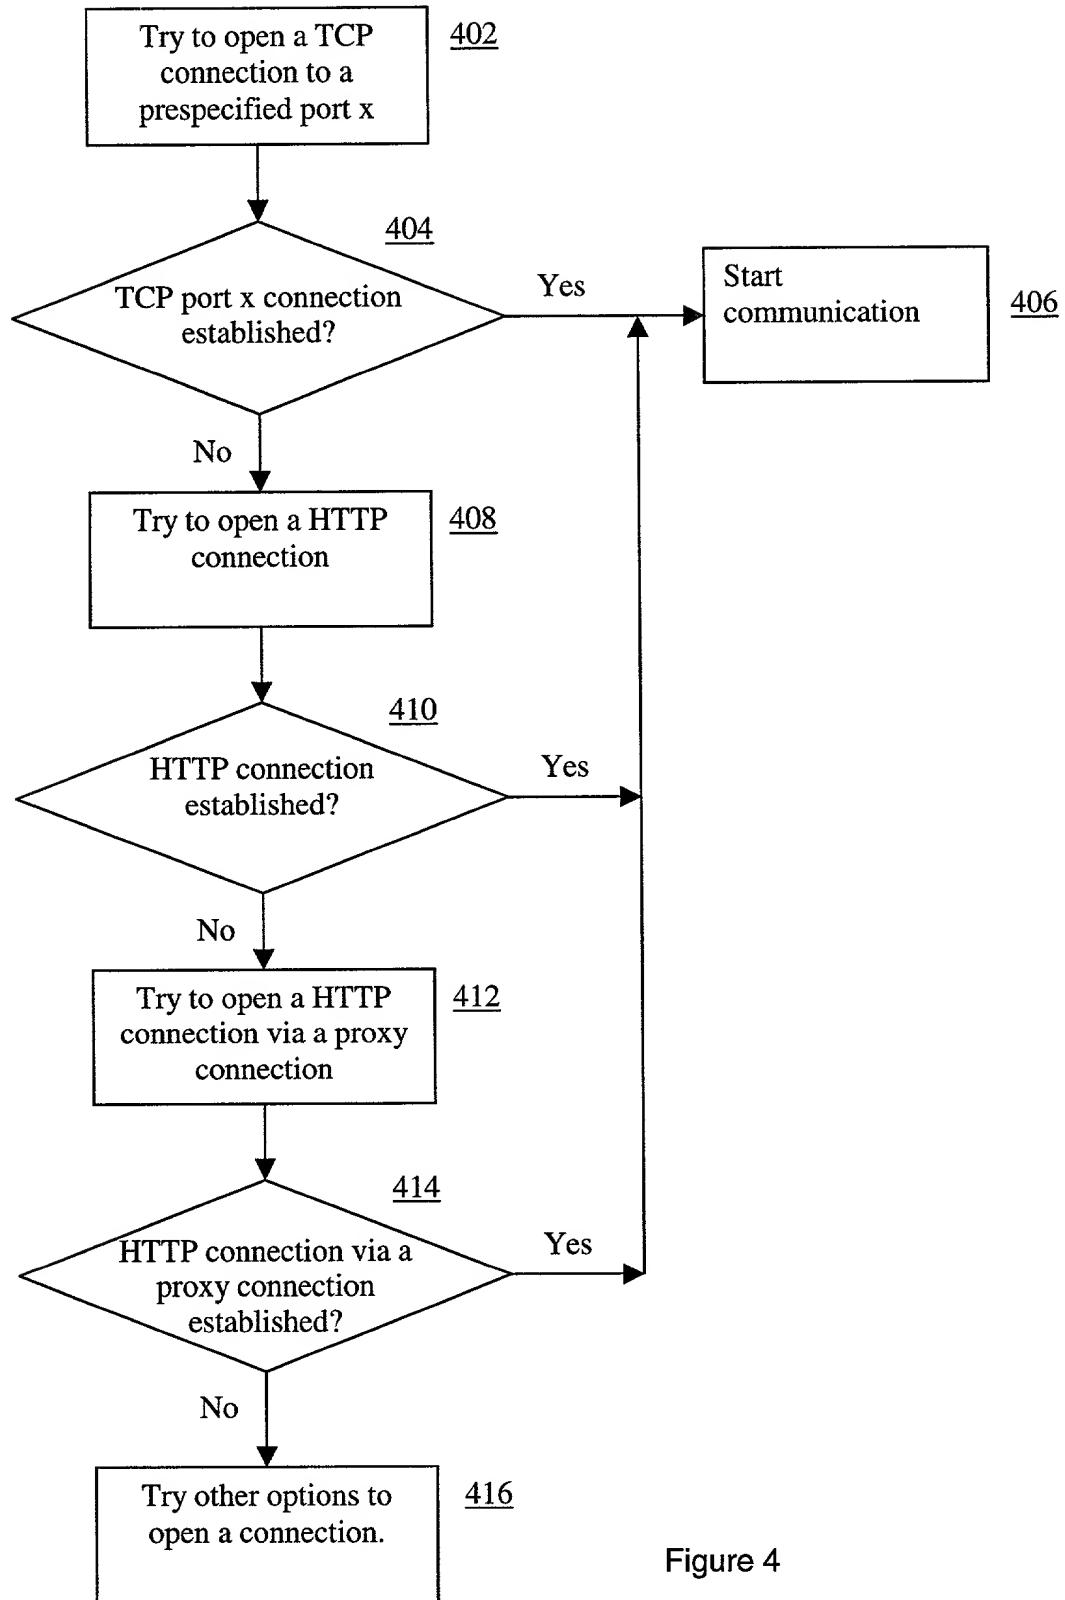 Try to open a TCP
connection to a
prespecified port x
402
404
TCP port x connection
established?
Yes
Start
communication
406
No
Try to open a HTTP
connection
408
410
HTTP connection
established?
Yes
No
Try to open a HTTP
connection via a proxy
connection
412
414
HTTP connection via a
proxy connection
established?
Yes
No
Try other options to
open a connection.
416
Figure 4